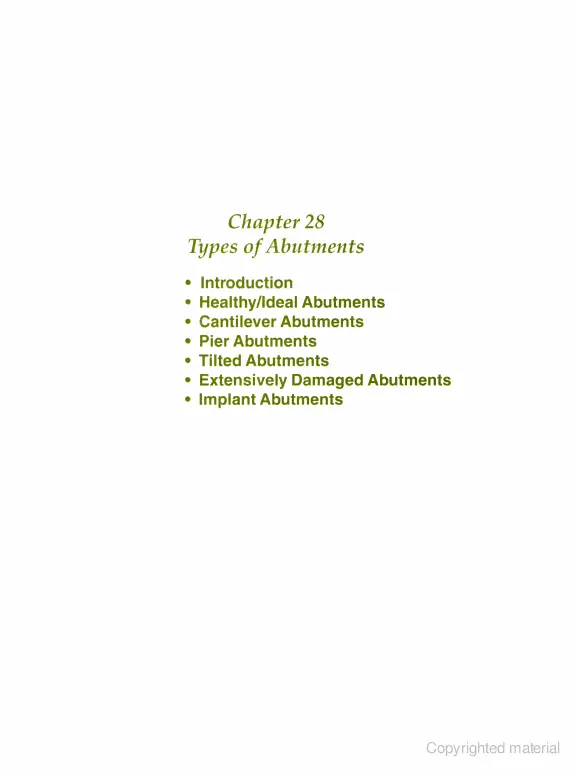 Chapter 28
Types of Abutments
• Introduction
• Healthy/Ideal Abutments
• Cantilever Abutments
• Pier Abutments
• Tilted Abutments
• Extensively Damaged Abutments
• Implant Abutments
Copyrighted material